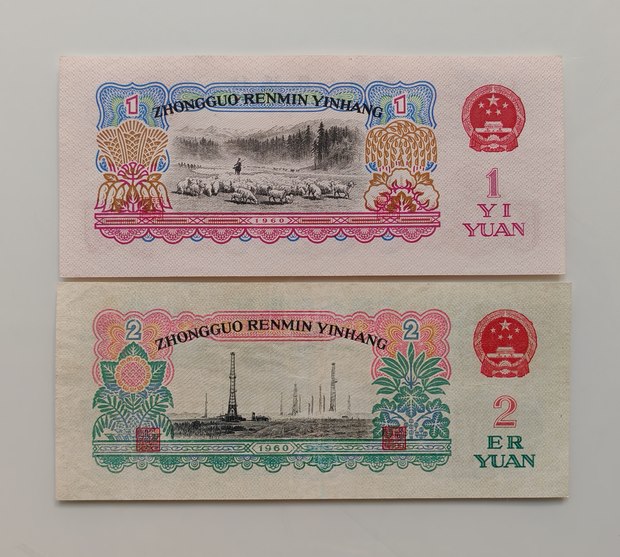 1
ZHONGGUO RENMIN YINHANG
1
1960
1
YI
YUAN
2
ZHONGGUO RENMIN YINHANG
2
1960
2
ER
YUAN